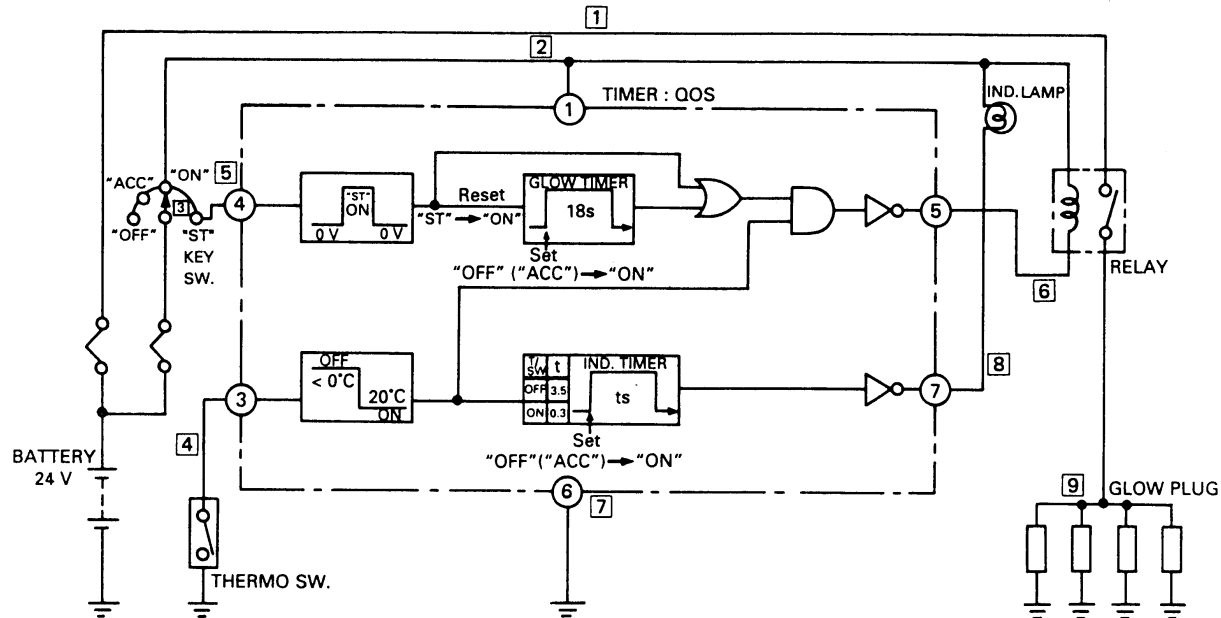 1
2
TIMER : QOS
1
IND. LAMP
"ACC"
"ON"
5
3
"OFF"
"ST"
KEY
SW.
4
"ST"
ON
0 V
0 V
Reset
"ST" → "ON"
GLOW TIMER
18s
Set
"OFF" ("ACC") → "ON"
5
RELAY
6
OFF
< 0°C
20°C
ON
3
T/
SW
t
OFF
3.5
ON
0.3
IND. TIMER
ts
Set
"OFF" ("ACC") → "ON"
7
8
4
BATTERY
24 V
6
7
9
GLOW PLUG
THERMO SW.